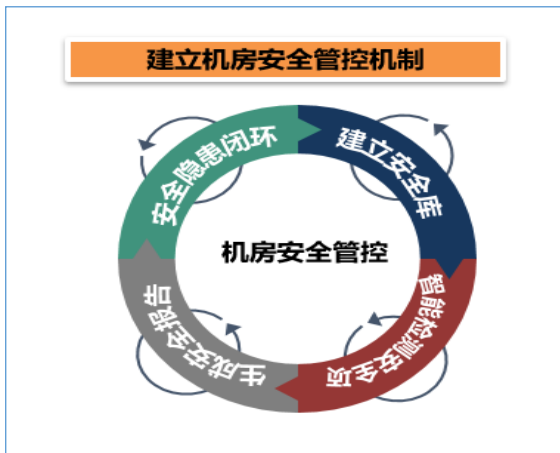 建立机房安全管控机制
安全隐患闭环
建立安全库
机房安全管控
生成安全报告
智能检测安全项